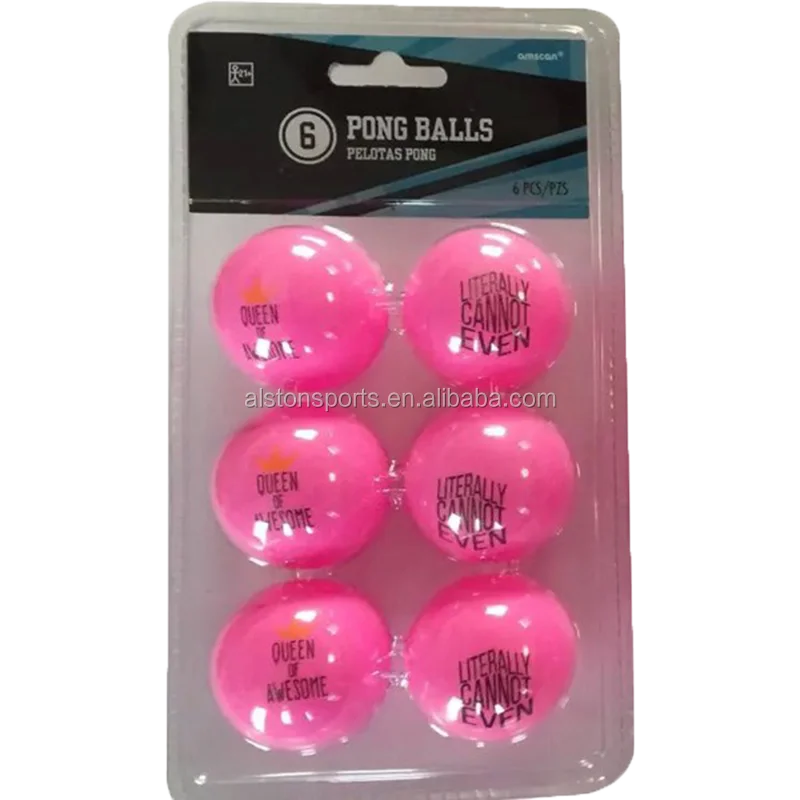 amscan®
21+
6
PONG BALLS
PELOTAS PONG
6 PCS/PZS
QUEEN
OF
AWESOME
LITERALLY
CANNOT
EVEN
alstonsports.en.alibaba.com
QUEEN
OF
AWESOME
LITERALLY
CANNOT
EVEN
QUEEN
OF
AWESOME
LITERALLY
CANNOT
EVEN